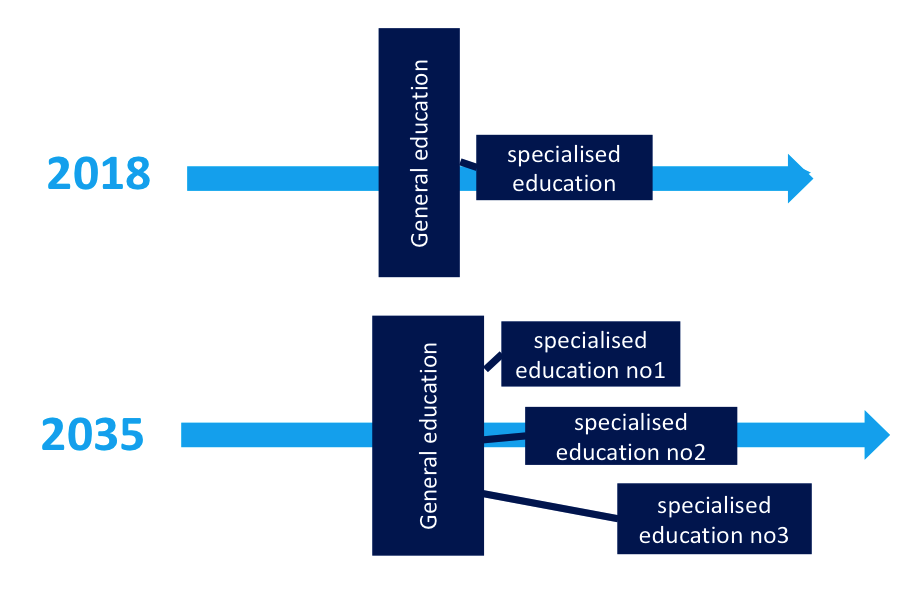 2018
General education
specialised
education
2035
General education
specialised
education no1
specialised
education no2
specialised
education no3